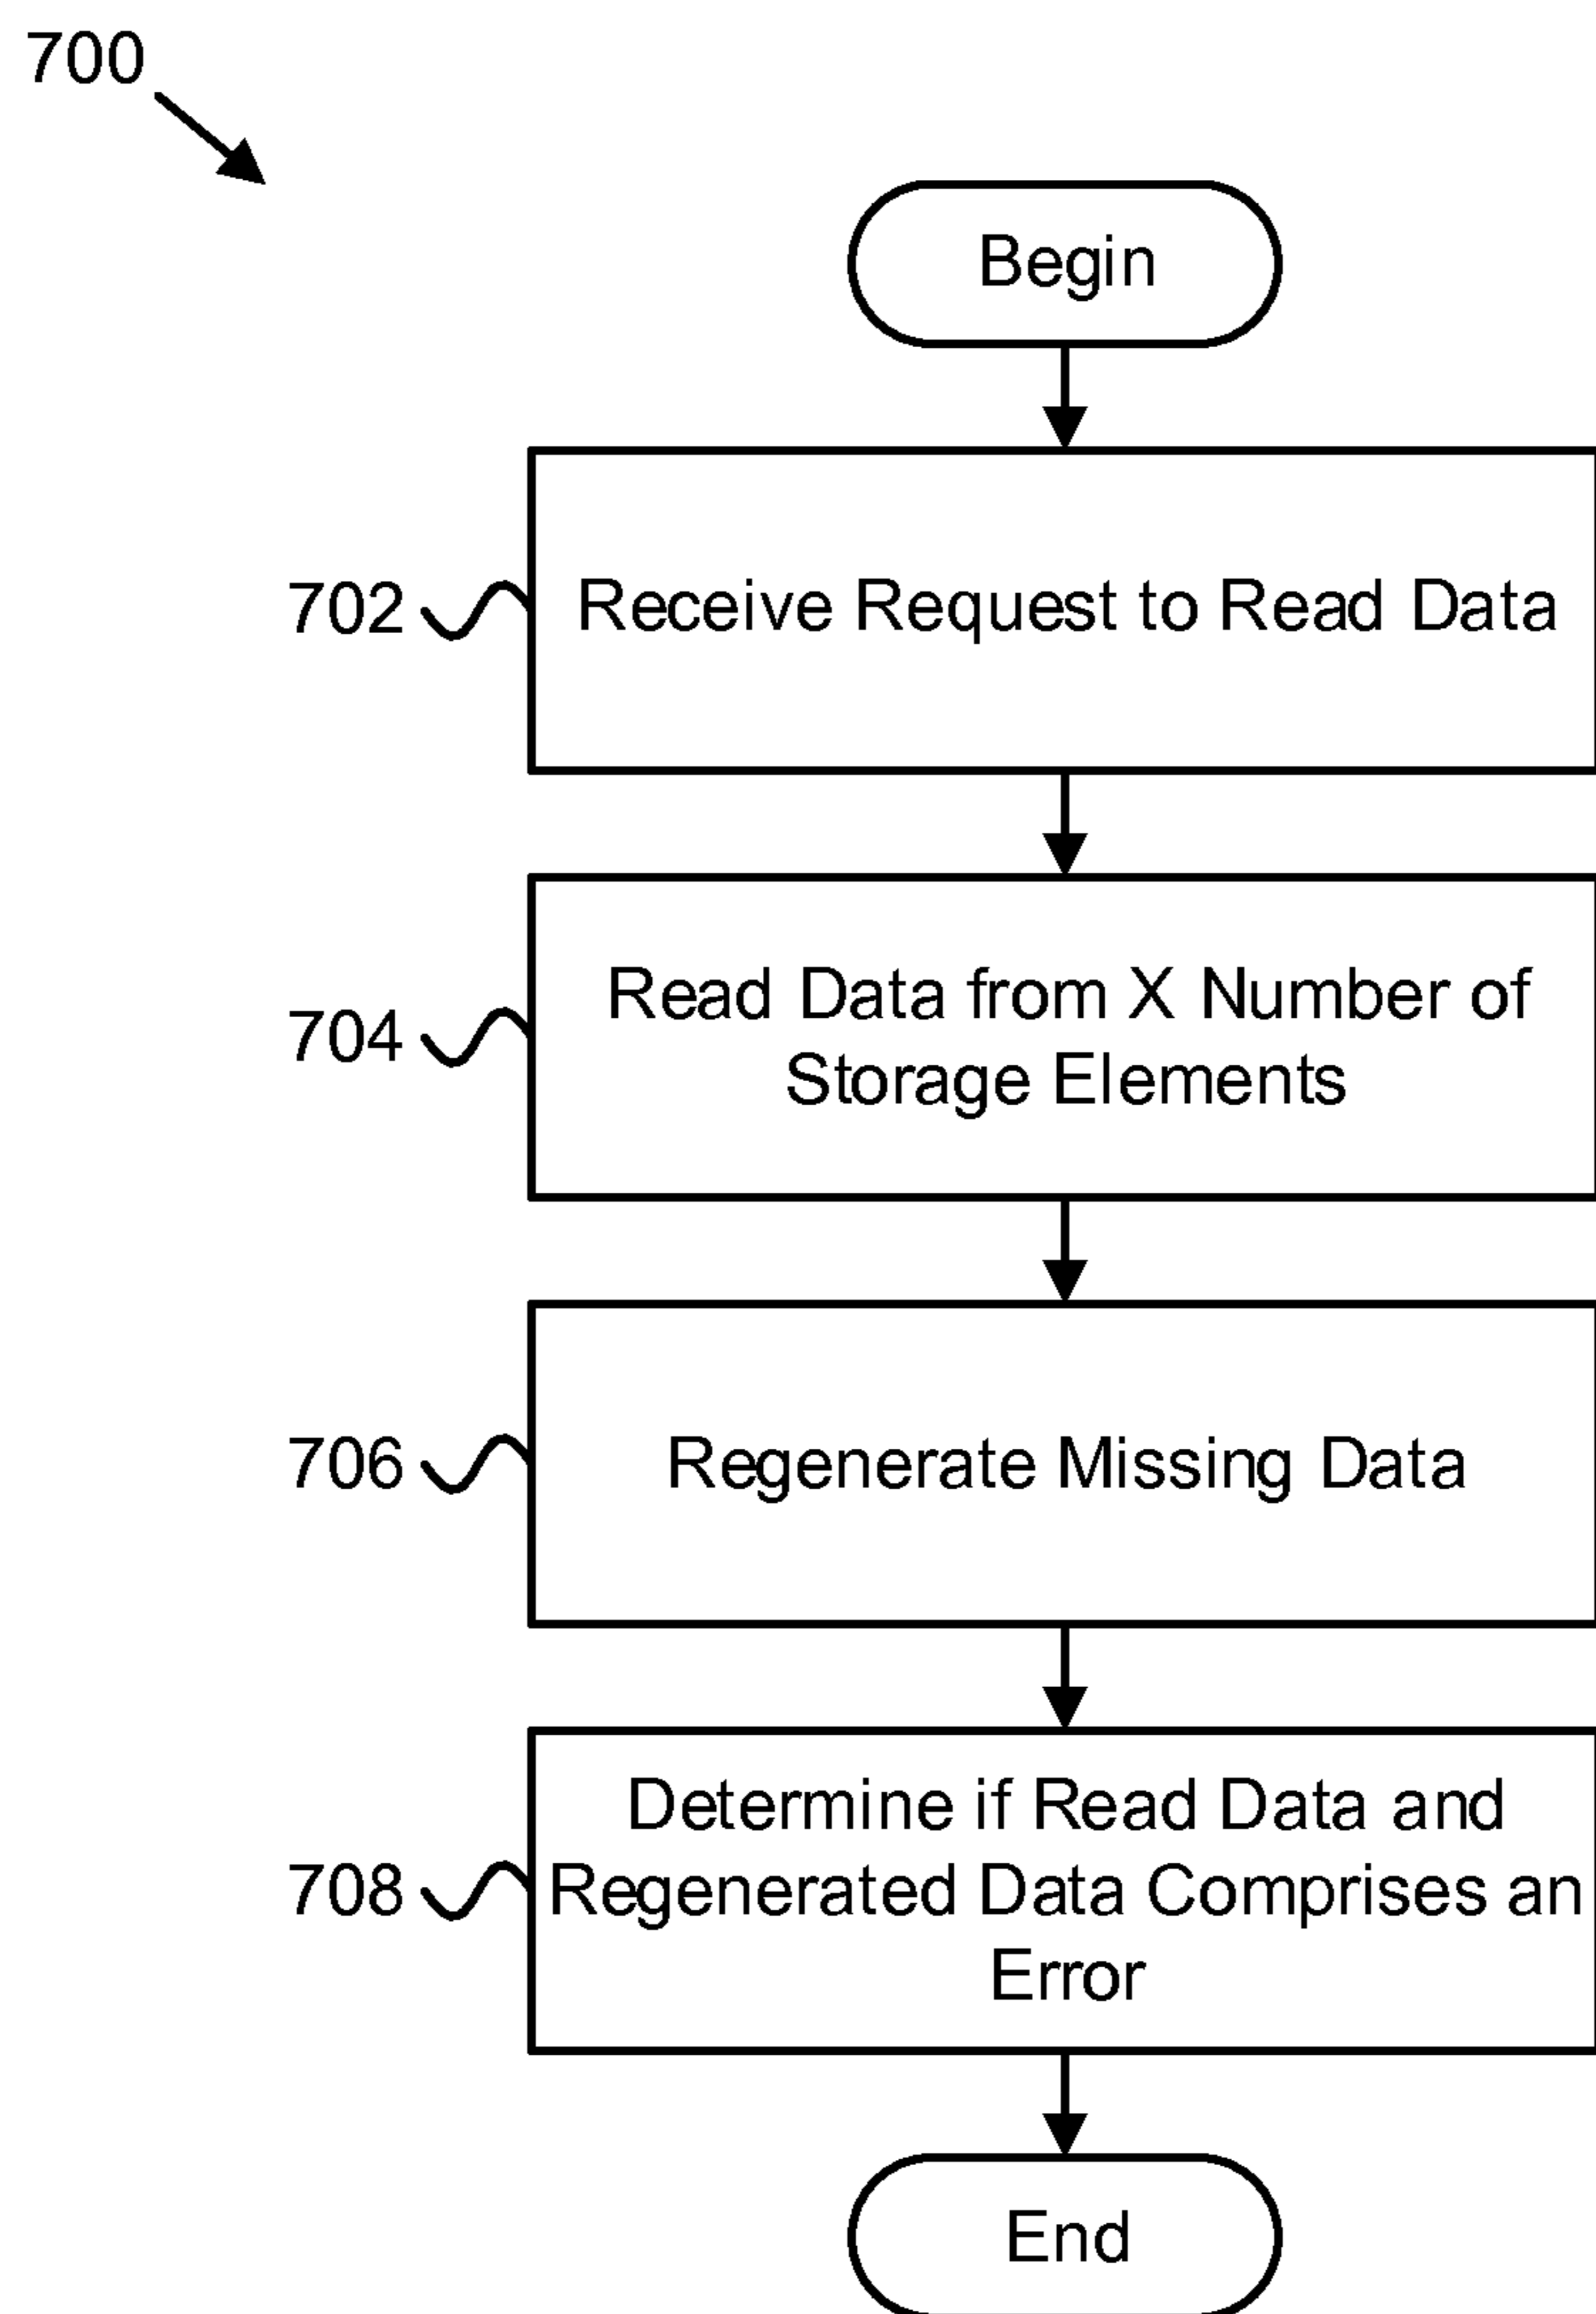 700
Begin
702
Receive Request to Read Data
704
Read Data from X Number of
Storage Elements
706
Regenerate Missing Data
708
Determine if Read Data and
Regenerated Data Comprises an
Error
End